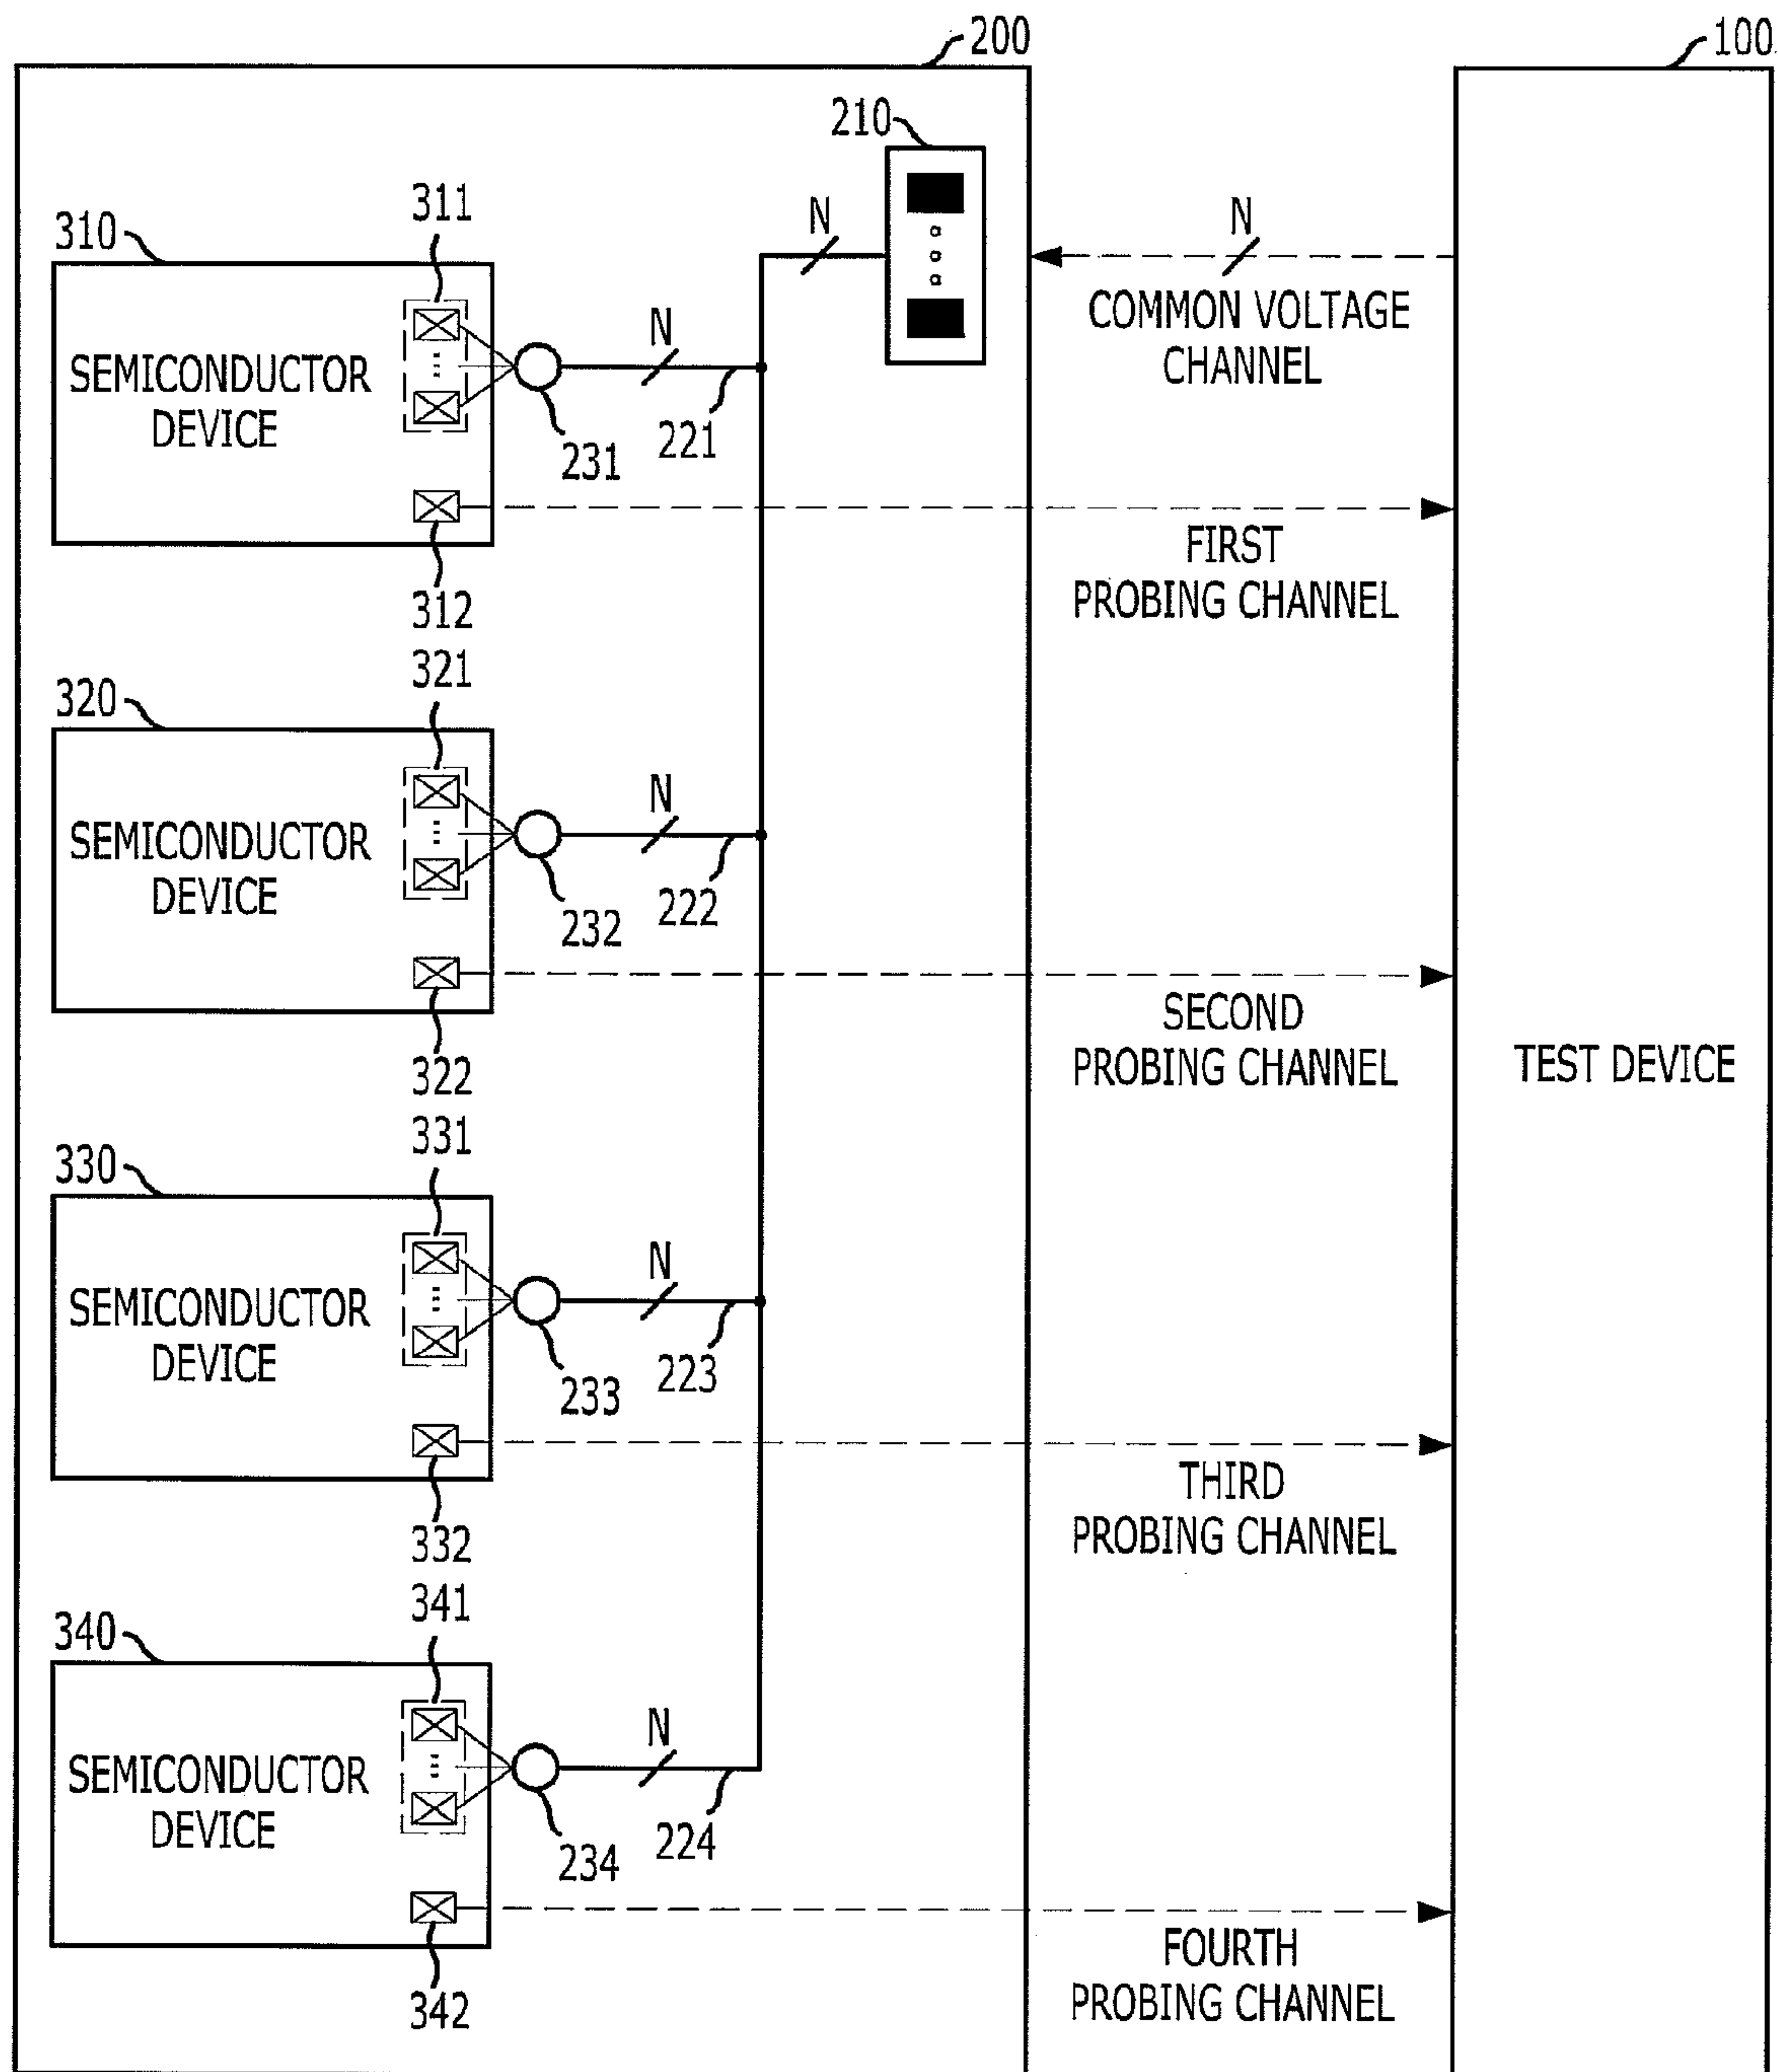 200
100
210
311
310
N
N
COMMON VOLTAGE
CHANNEL
SEMICONDUCTOR
DEVICE
N
231
221
312
FIRST
PROBING CHANNEL
321
320
SEMICONDUCTOR
DEVICE
N
232
222
322
SECOND
PROBING CHANNEL
TEST DEVICE
331
330
SEMICONDUCTOR
DEVICE
N
233
223
332
THIRD
PROBING CHANNEL
341
340
SEMICONDUCTOR
DEVICE
N
234
224
342
FOURTH
PROBING CHANNEL